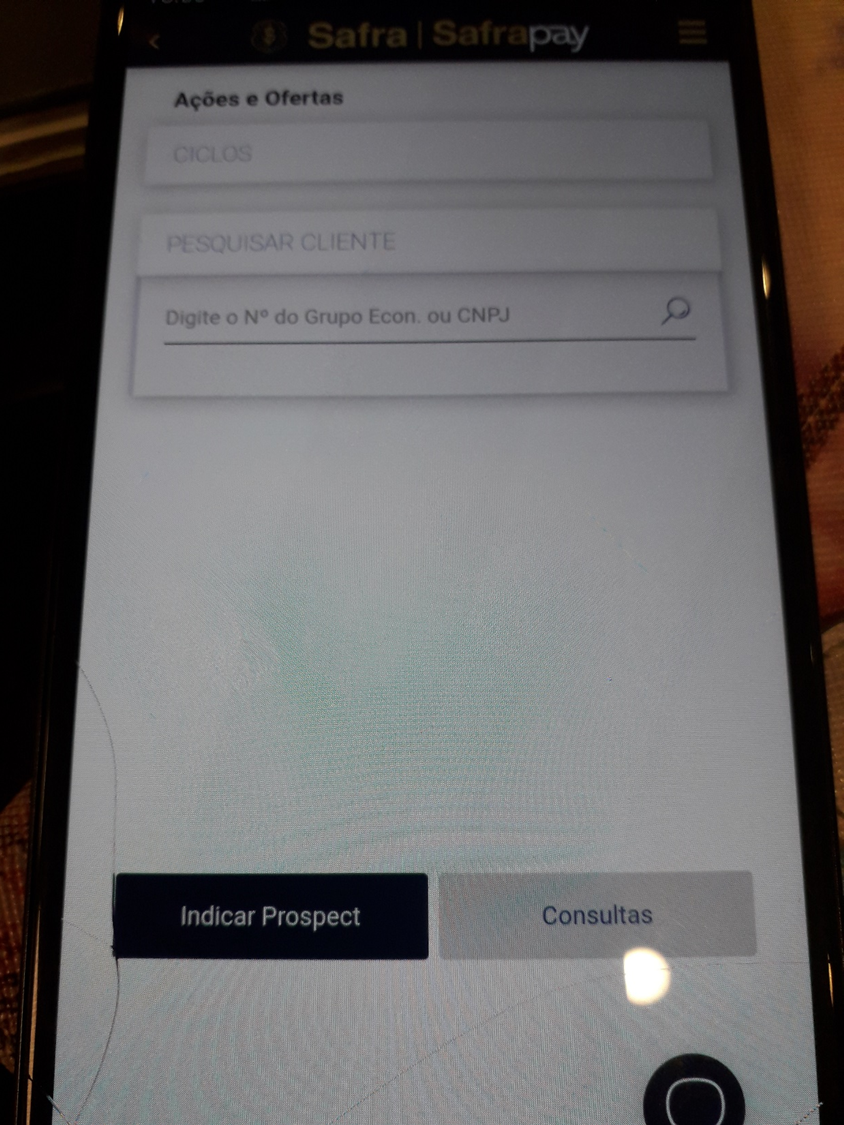 Safra | Safrapay
Ações e Ofertas
CICLOS
PESQUISAR CLIENTE
Digite o Nº do Grupo Econ. ou CNPJ
Indicar Prospect
Consultas